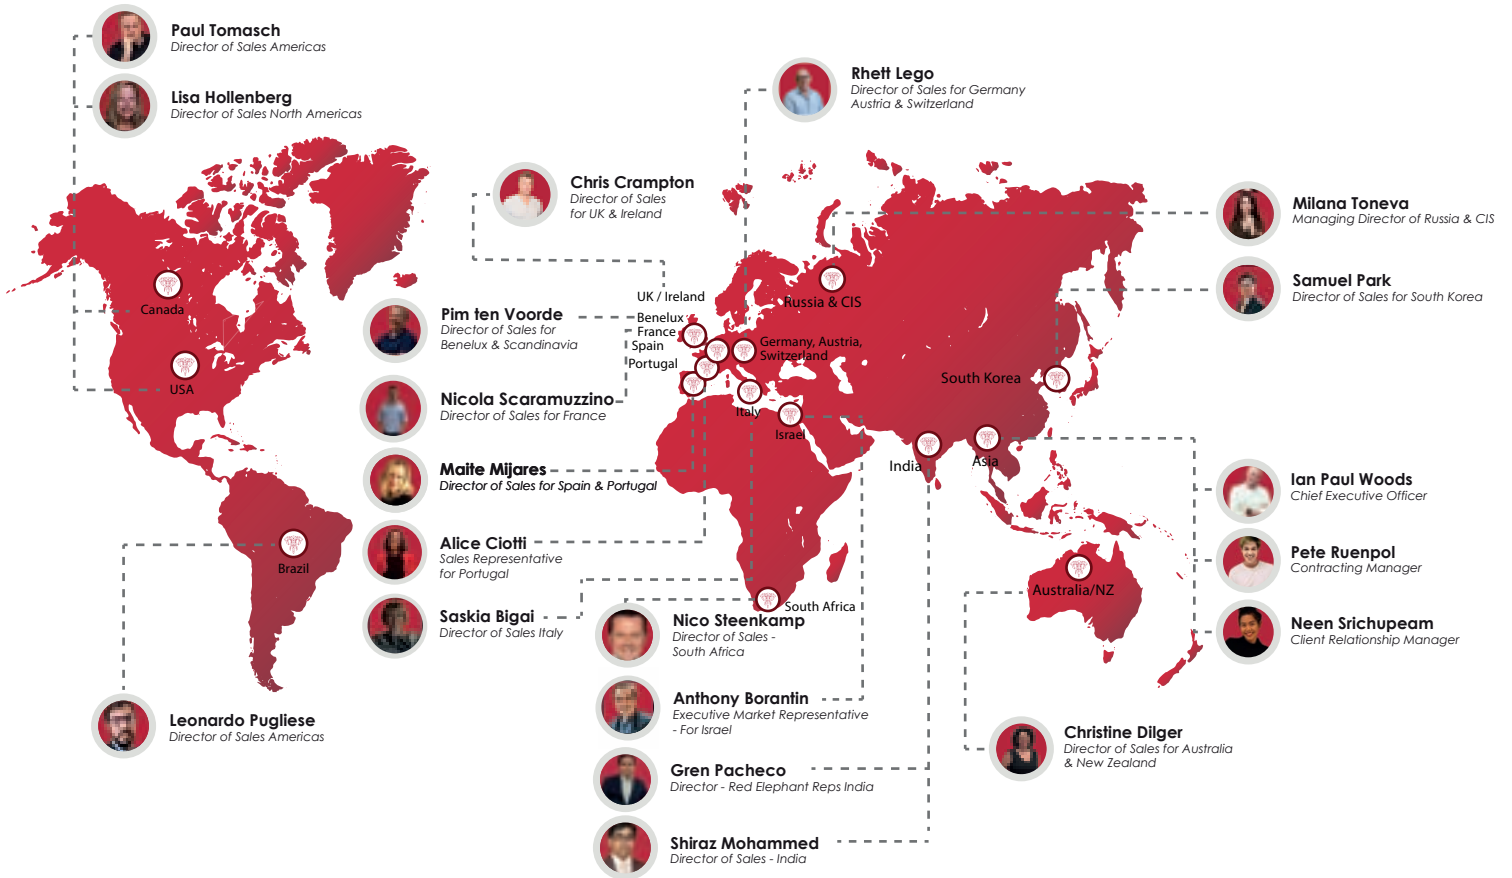 Paul Tomasch
Director of Sales Americas
Lisa Hollenberg
Director of Sales North Americas
Rhett Lego
Director of Sales for Germany
Austria & Switzerland
Chris Crampton
Director of Sales
for UK & Ireland
Milana Toneva
Managing Director of Russia & CIS
Samuel Park
Director of Sales for South Korea
Canada
USA
Brazil
UK / Ireland
Benelux
France
Spain
Portugal
Germany, Austria,
Switzerland
Russia & CIS
Italy
Israel
South Korea
India
Asia
South Africa
Australia/NZ
Pim ten Voorde
Director of Sales for
Benelux & Scandinavia
Nicola Scaramuzzino
Director of Sales for France
Maite Mijares
Director of Sales for Spain & Portugal
Alice Ciotti
Sales Representative
for Portugal
Saskia Bigai
Director of Sales Italy
Nico Steenkamp
Director of Sales -
South Africa
Anthony Borantin
Executive Market Representative
- For Israel
Gren Pacheco
Director - Red Elephant Reps India
Shiraz Mohammed
Director of Sales - India
Ian Paul Woods
Chief Executive Officer
Pete Ruenpol
Contracting Manager
Neen Srichupeam
Client Relationship Manager
Christine Dilger
Director of Sales for Australia
& New Zealand
Leonardo Pugliese
Director of Sales Americas